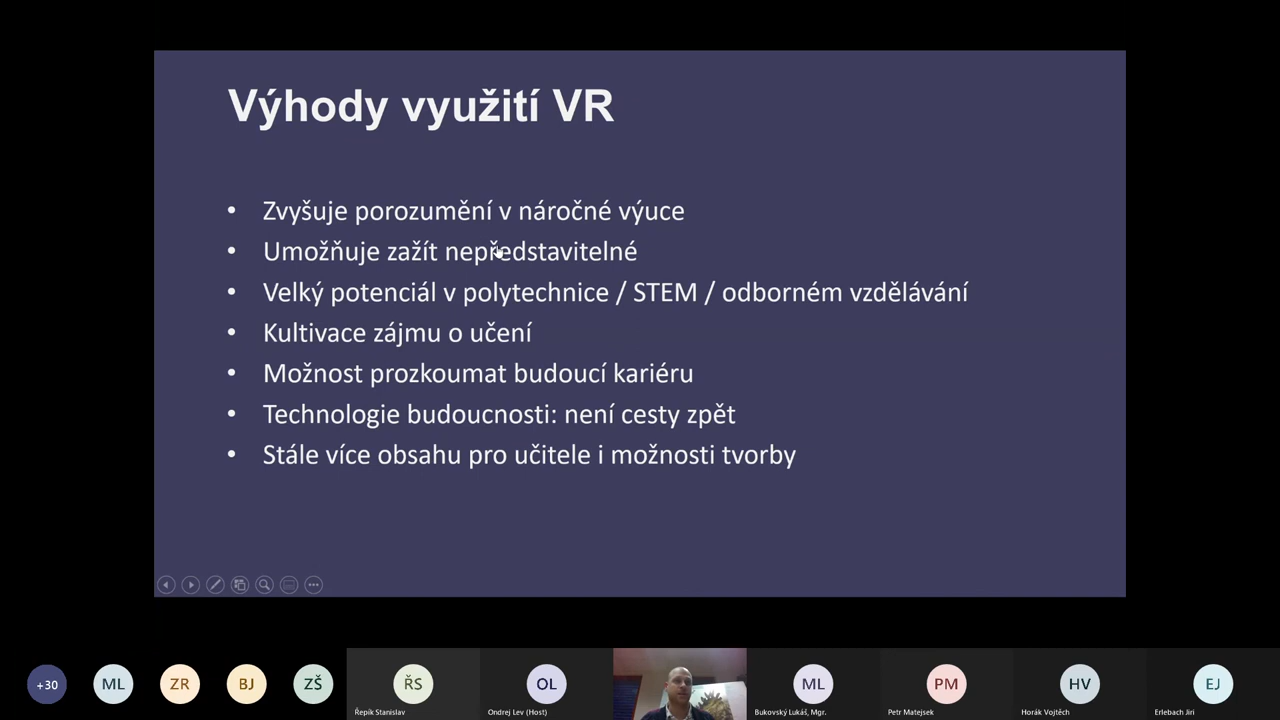 Výhody využití VR
• Zvyšuje porozumění v náročné výuce
• Umožňuje zažít nepředstavitelné
• Velký potenciál v polytechnice / STEM / odborném vzdělávání
• Kultivace zájmu o učení
• Možnost prozkoumat budoucí kariéru
• Technologie budoucnosti: není cesty zpět
• Stále více obsahu pro učitele i možnosti tvorby
+30
ML
ZR
BJ
ZŠ
ŘS
OL
ML
PM
HV
EJ
Řepík Stanislav
Ondrej Lev (Host)
Bukovský Lukáš, Mgr.
Petr Matejsek
Horák Vojtěch
Erlebach Jiri